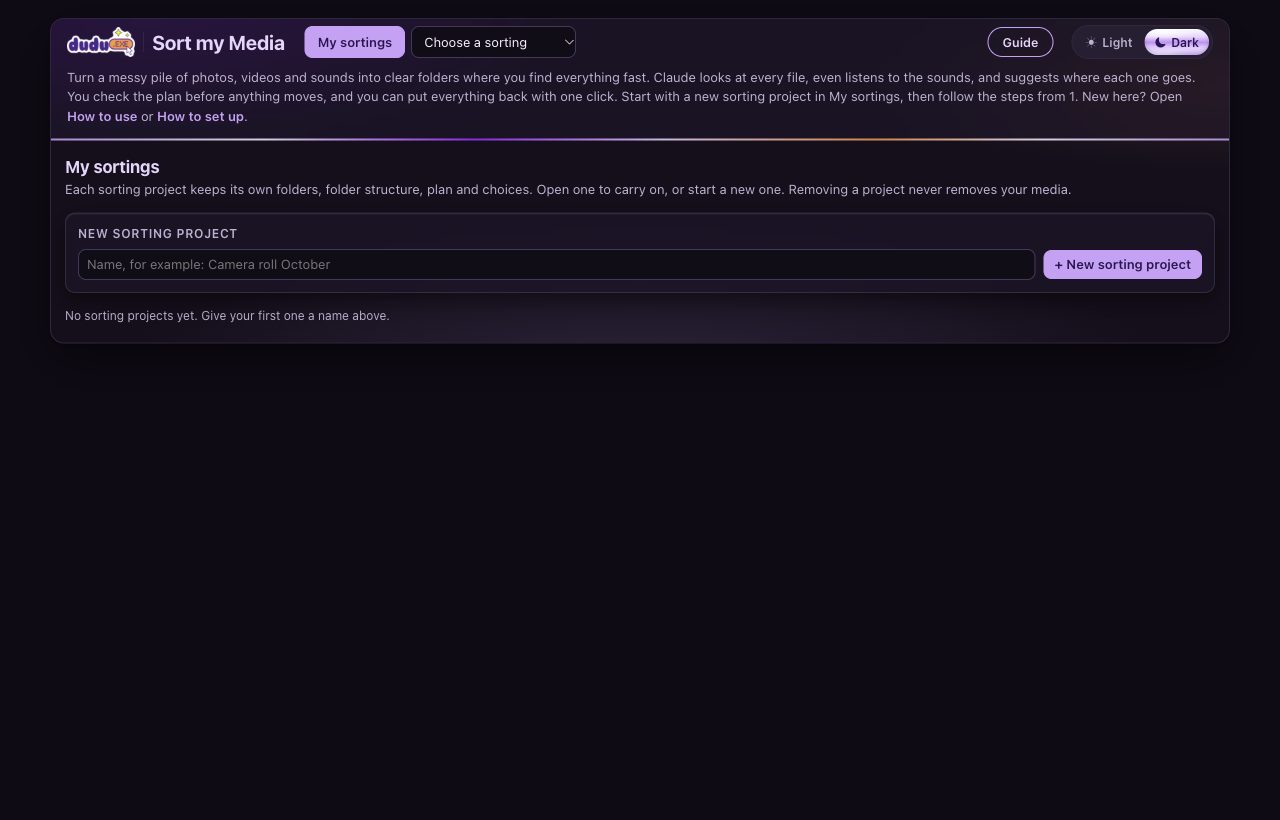 dudu.EXE
Sort my Media
My sortings
Choose a sorting
Guide
Light
Dark
Turn a messy pile of photos, videos and sounds into clear folders where you find everything fast. Claude looks at every file, even listens to the sounds, and suggests where each one goes.
You check the plan before anything moves, and you can put everything back with one click. Start with a new sorting project in My sortings, then follow the steps from 1. New here? Open
How to use or How to set up.
My sortings
Each sorting project keeps its own folders, folder structure, plan and choices. Open one to carry on, or start a new one. Removing a project never removes your media.
NEW SORTING PROJECT
Name, for example: Camera roll October
+ New sorting project
No sorting projects yet. Give your first one a name above.